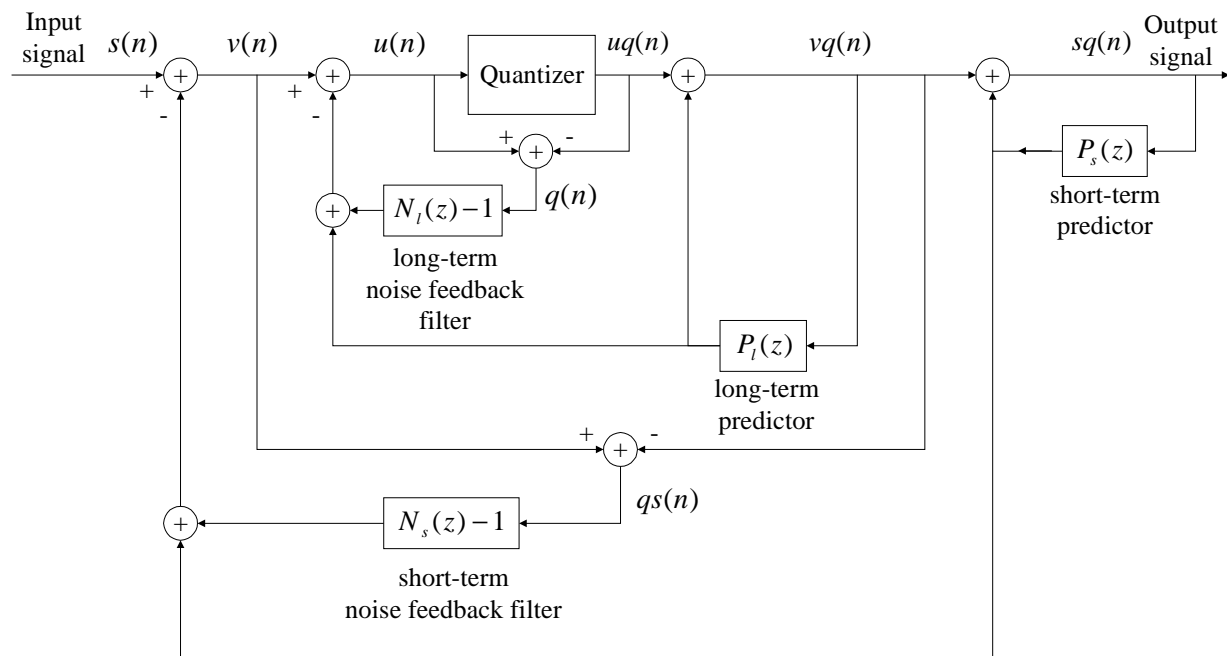 Input
signal
s(n)
v(n)
u(n)
uq(n)
vq(n)
sq(n)
Output
signal
+
+
+
Quantizer
+
+
+
-
-
+
-
+
P_s(z)
short-term
predictor
q(n)
+
N_l(z) − 1
long-term
noise feedback
filter
P_l(z)
long-term
predictor
+
-
+
qs(n)
+
N_s(z) − 1
short-term
noise feedback filter